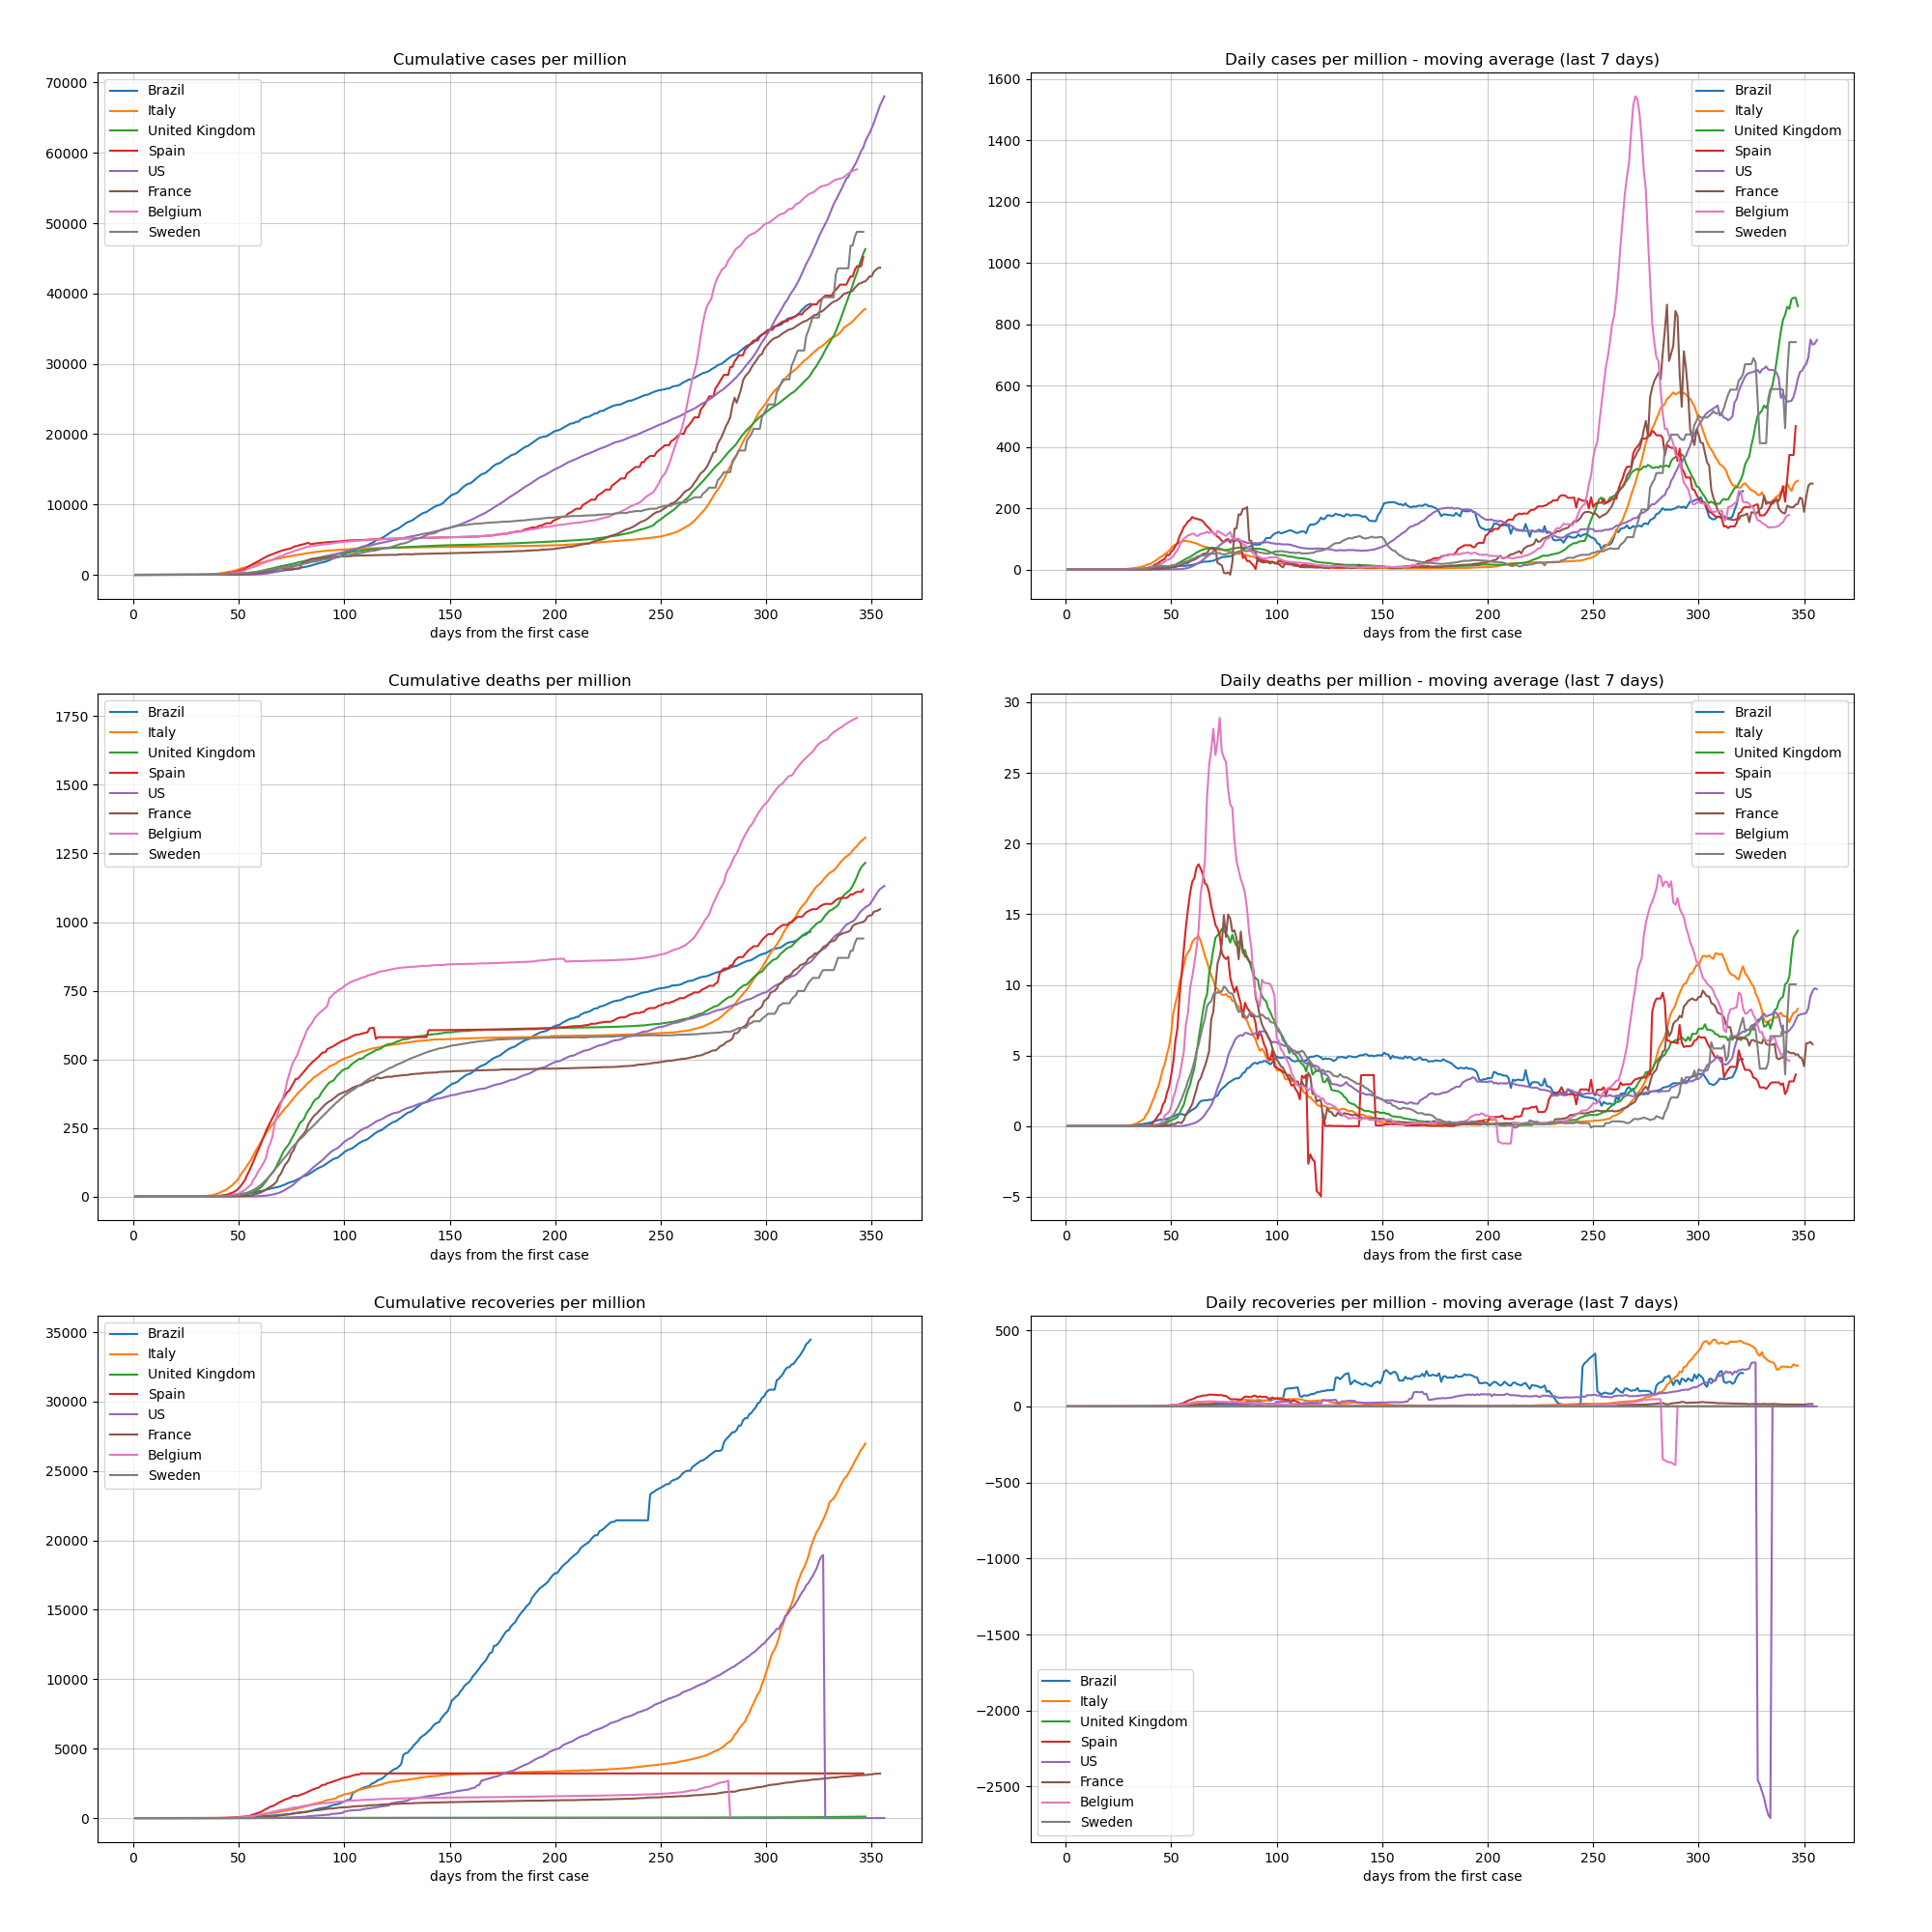 Cumulative cases per million
70000
60000
50000
40000
30000
20000
10000
0
Brazil
Italy
United Kingdom
Spain
US
France
Belgium
Sweden
0 50 100 150 200 250 300 350
days from the first case
Daily cases per million - moving average (last 7 days)
1600
1400
1200
1000
800
600
400
200
0
Brazil
Italy
United Kingdom
Spain
US
France
Belgium
Sweden
0 50 100 150 200 250 300 350
days from the first case
Cumulative deaths per million
1750
1500
1250
1000
750
500
250
0
Brazil
Italy
United Kingdom
Spain
US
France
Belgium
Sweden
0 50 100 150 200 250 300 350
days from the first case
Daily deaths per million - moving average (last 7 days)
30
25
20
15
10
5
0
−5
Brazil
Italy
United Kingdom
Spain
US
France
Belgium
Sweden
0 50 100 150 200 250 300 350
days from the first case
Cumulative recoveries per million
35000
30000
25000
20000
15000
10000
5000
0
Brazil
Italy
United Kingdom
Spain
US
France
Belgium
Sweden
0 50 100 150 200 250 300 350
days from the first case
Daily recoveries per million - moving average (last 7 days)
500
0
−500
−1000
−1500
−2000
−2500
Brazil
Italy
United Kingdom
Spain
US
France
Belgium
Sweden
0 50 100 150 200 250 300 350
days from the first case